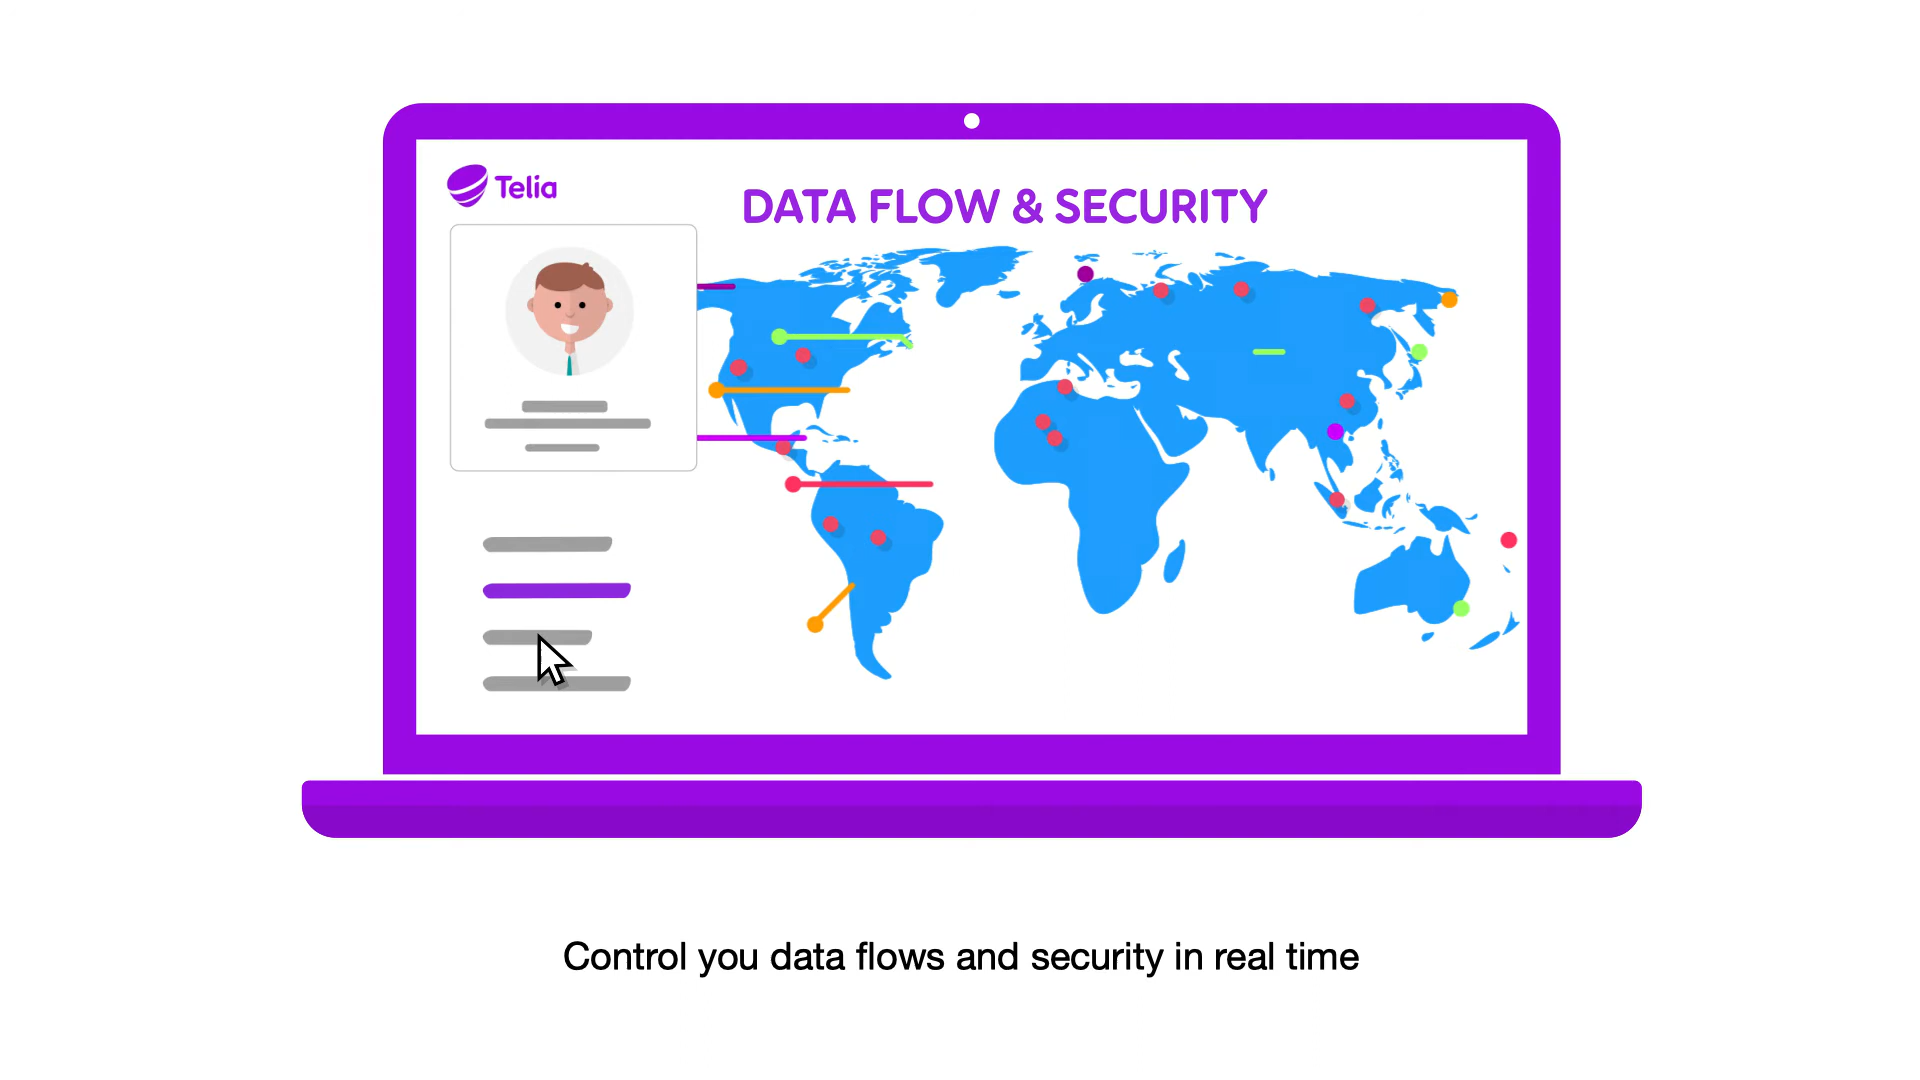 Telia
DATA FLOW & SECURITY
Control you data flows and security in real time